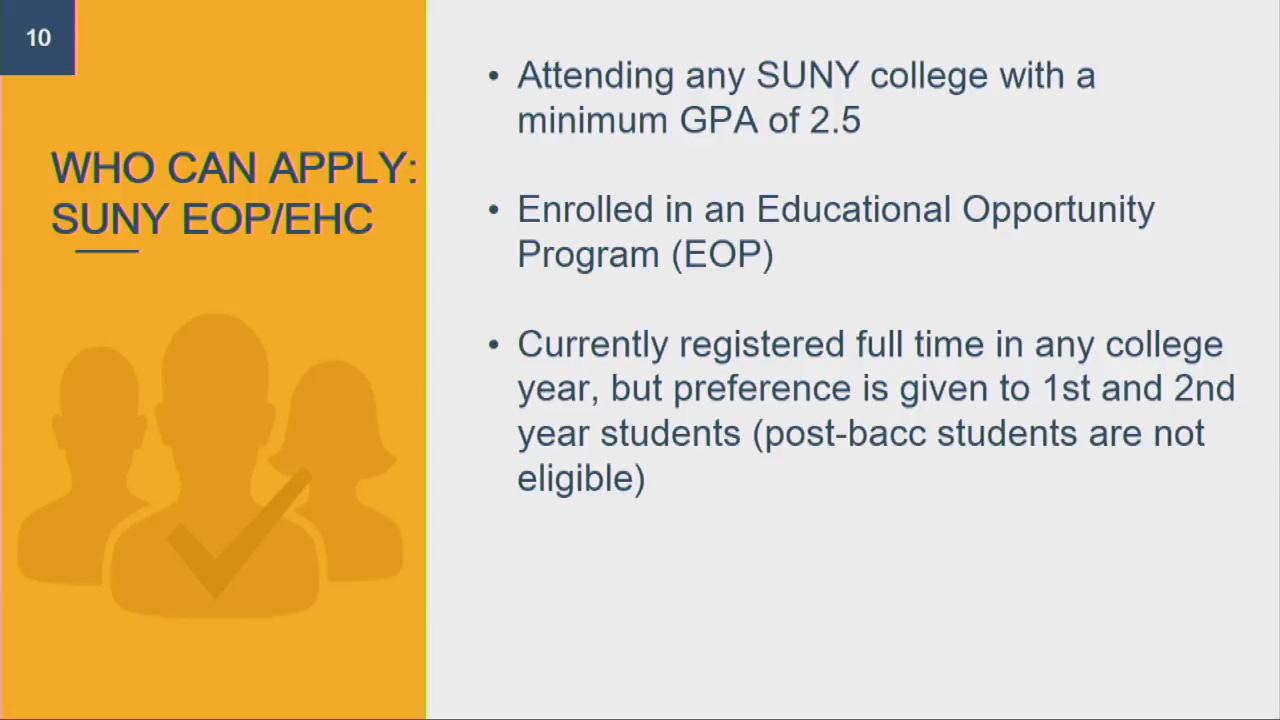 10
WHO CAN APPLY:
SUNY EOP/EHC
• Attending any SUNY college with a
minimum GPA of 2.5
• Enrolled in an Educational Opportunity
Program (EOP)
• Currently registered full time in any college
year, but preference is given to 1st and 2nd
year students (post-bacc students are not
eligible)